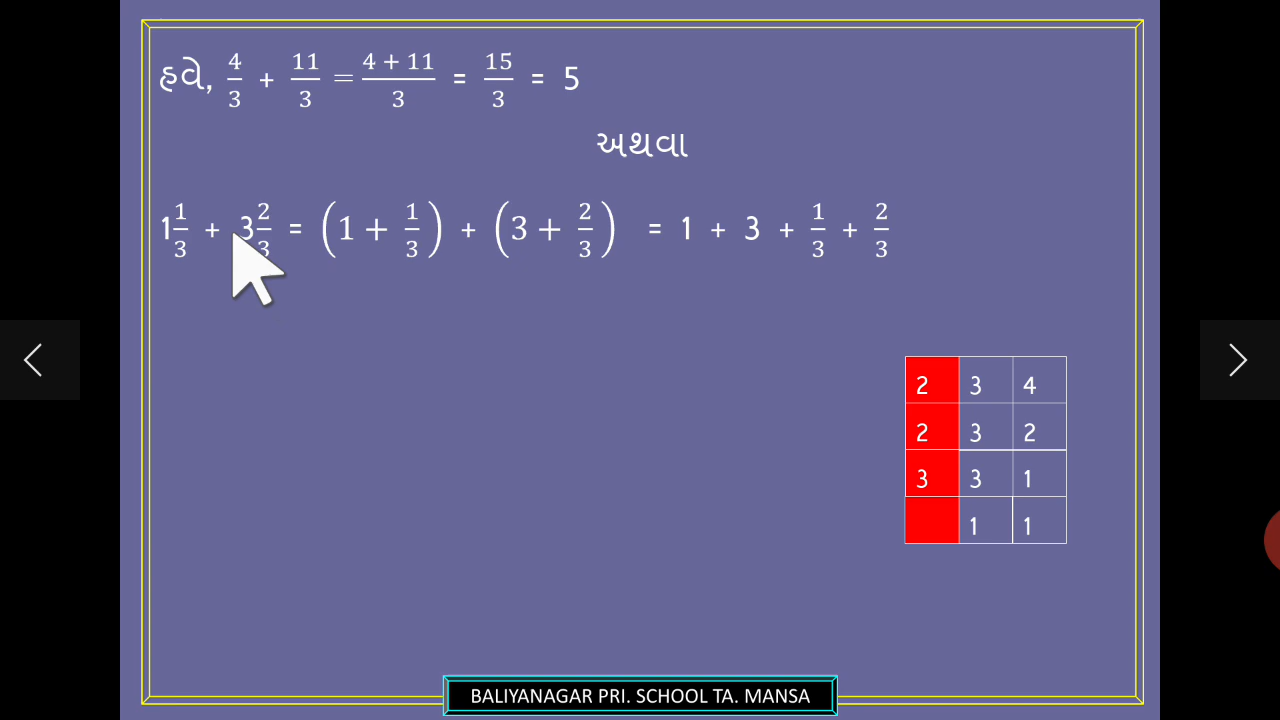 હવે, 4/3 + 11/3 = (4 + 11)/3 = 15/3 = 5
અથવા
1 1/3 + 3 2/3 = (1 + 1/3) + (3 + 2/3) = 1 + 3 + 1/3 + 2/3
2 3 4
2 3 2
3 3 1
1 1
BALIYANAGAR PRI. SCHOOL TA. MANSA